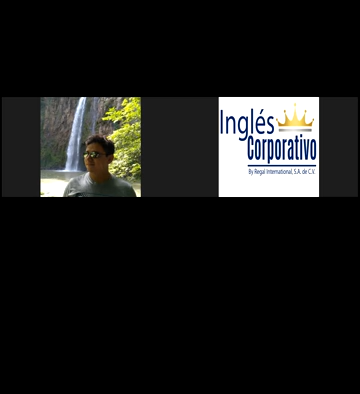 Inglés
Corporativo
By Regal International, S.A. de C.V.